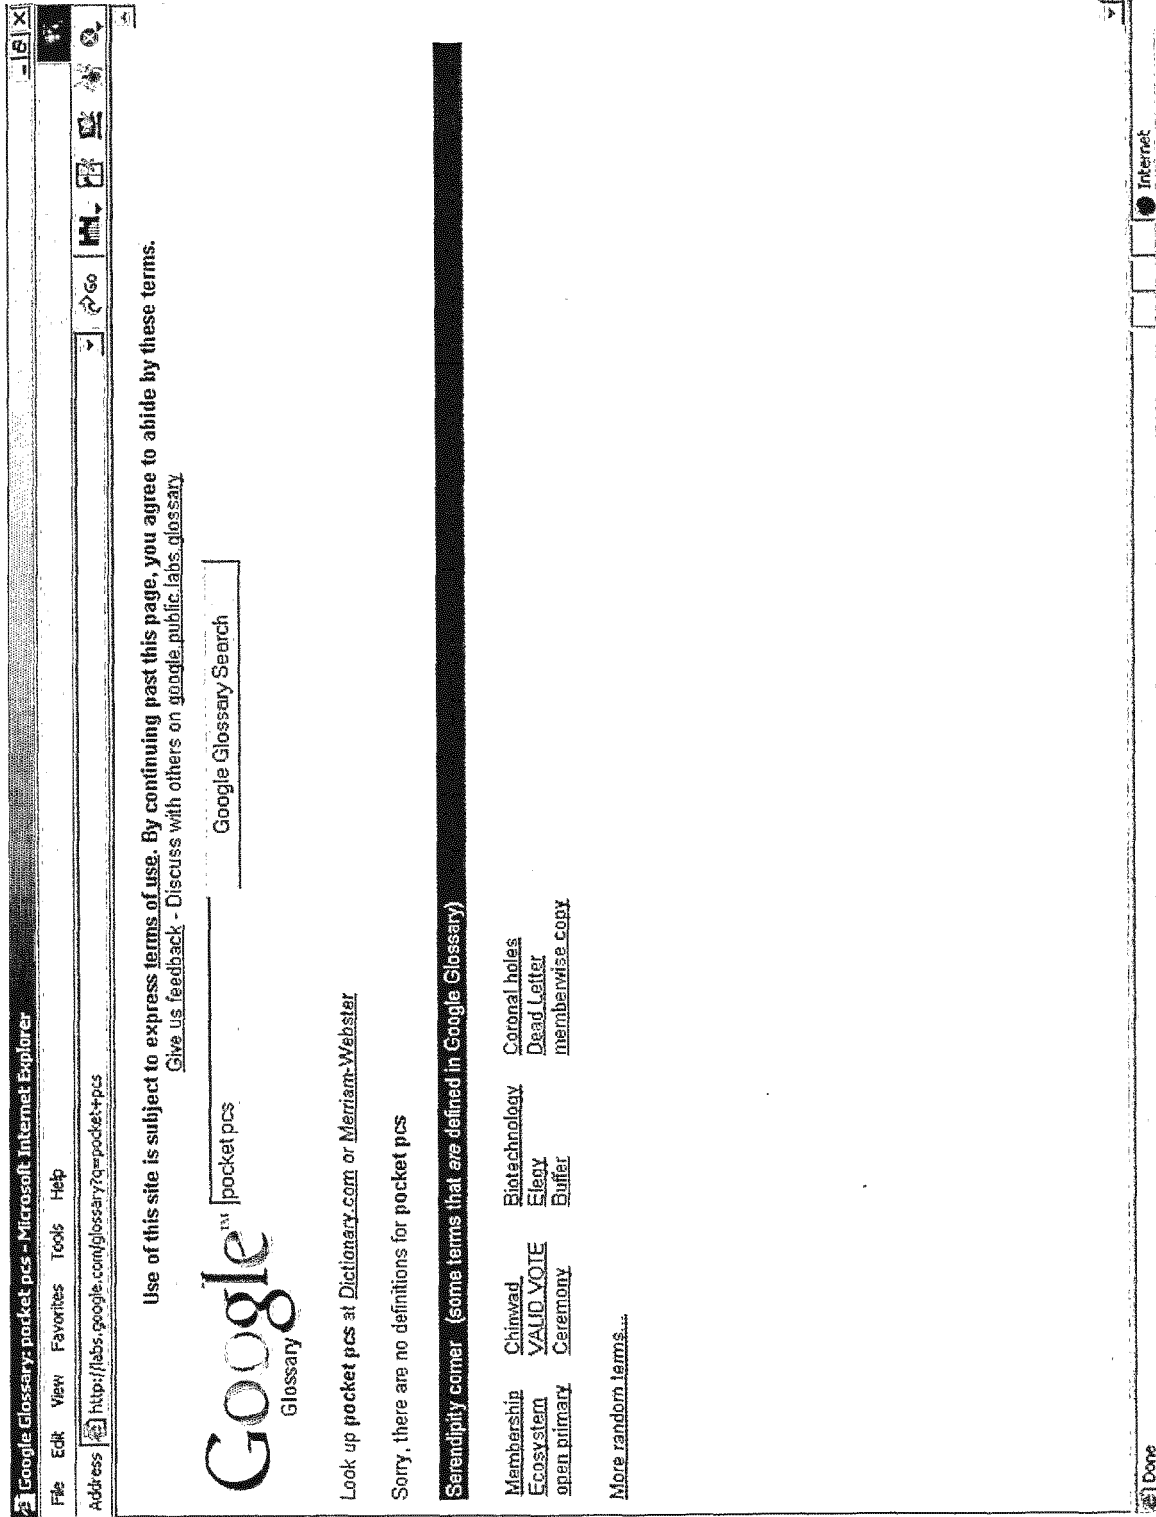 Google Glossary: pocket pcs - Microsoft Internet Explorer
File Edit View Favorites Tools Help
Address http://labs.google.com/glossary?q=pocket+pcs Go
Use of this site is subject to express terms of use. By continuing past this page, you agree to abide by these terms.
Give us feedback - Discuss with others on google.public.labs.glossary
Google™ pocket pcs Google Glossary Search
Glossary
Look up pocket pcs at Dictionary.com or Merriam-Webster
Sorry, there are no definitions for pocket pcs
Serendipity corner (some terms that are defined in Google Glossary)
Membership Chinwad Biotechnology Coronal holes
Ecosystem VALID VOTE Elegy Dead Letter
open primary Ceremony Buffer memberwise copy
More random terms...
Done Internet